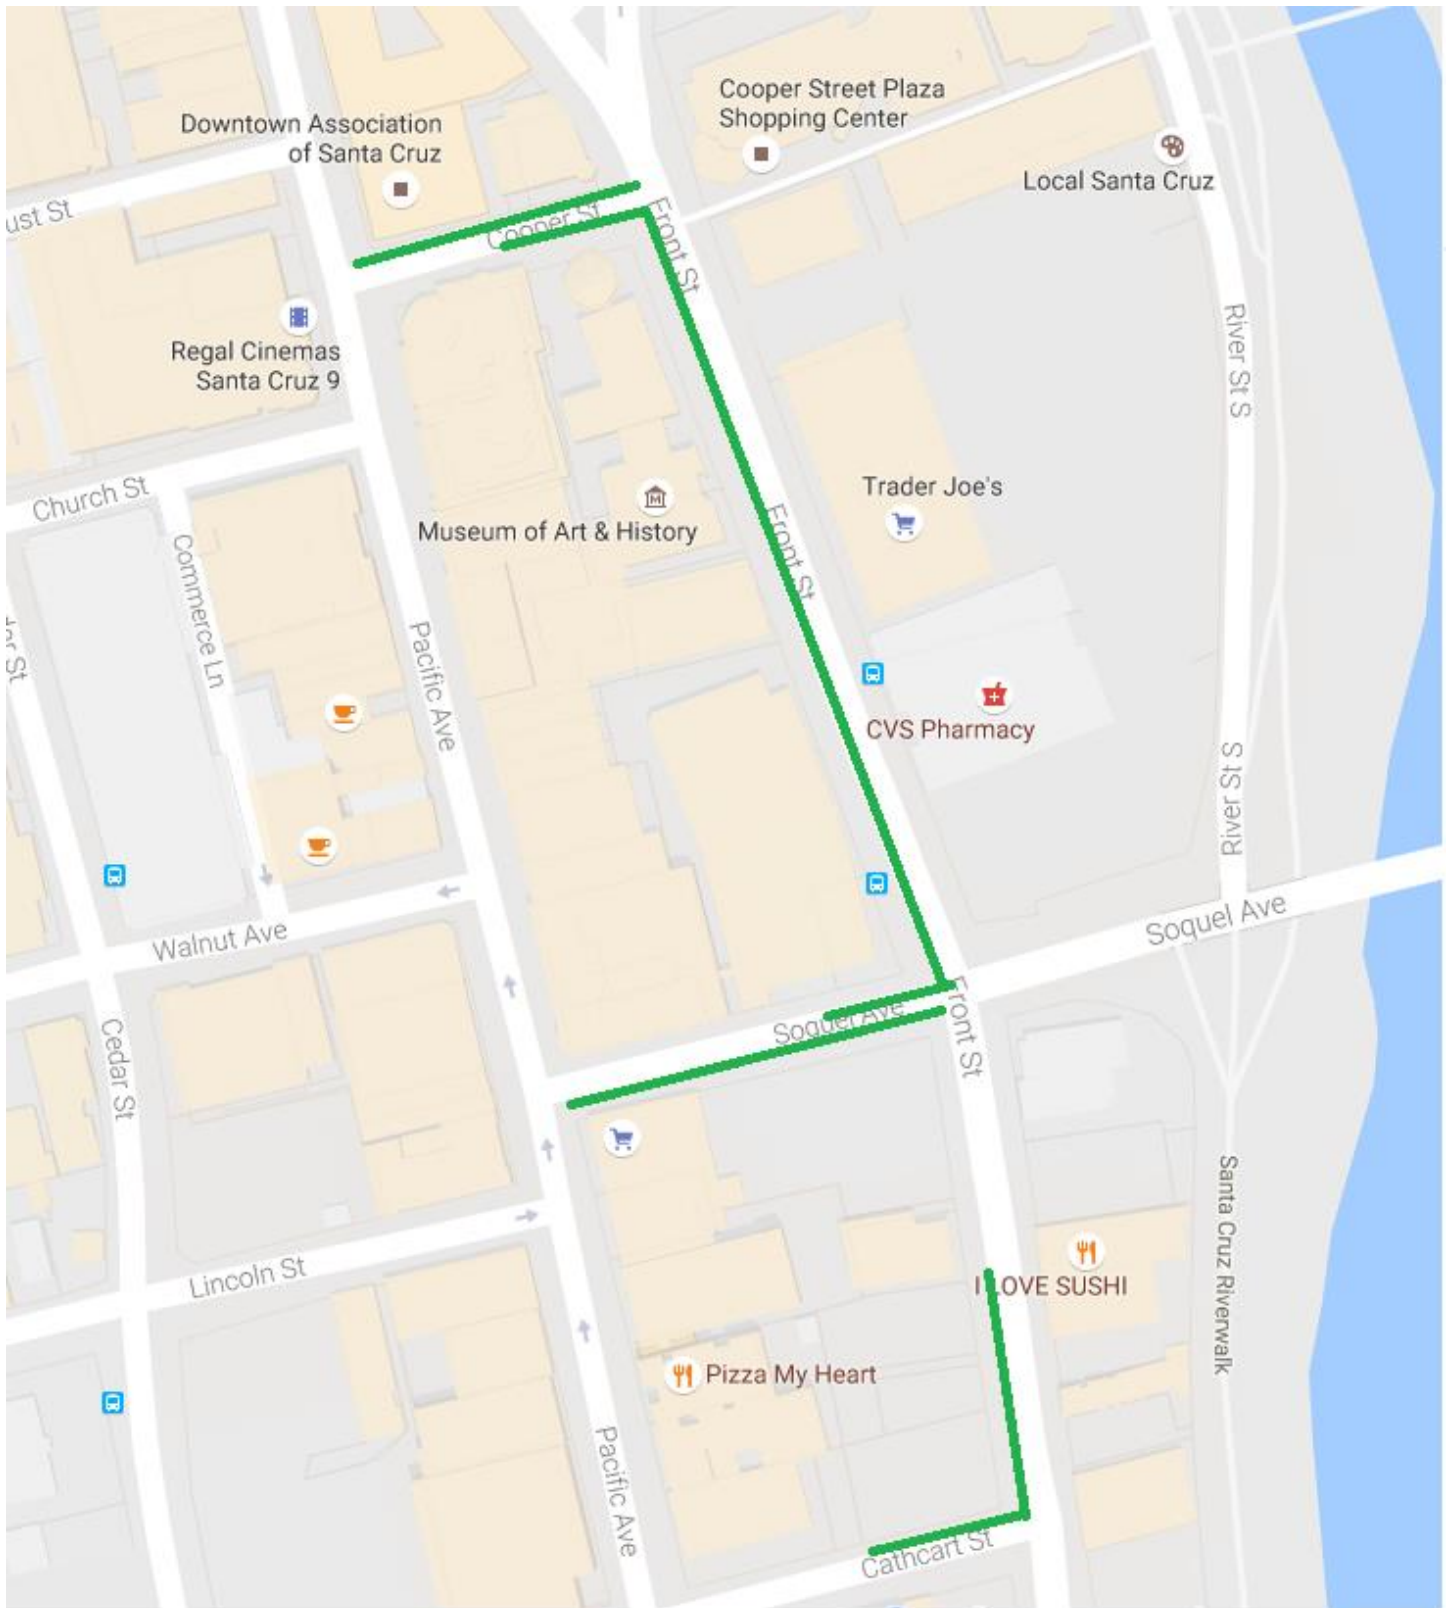 Cooper Street Plaza
Shopping Center
Downtown Association
of Santa Cruz
Local Santa Cruz
ust St
Cooper St
Front St
Regal Cinemas
Santa Cruz 9
River St S
Church St
Trader Joe's
Museum of Art & History
Front St
Commerce Ln
Pacific Ave
CVS Pharmacy
River St S
Walnut Ave
Soquel Ave
Soquel Ave
Front St
Cedar St
Santa Cruz Riverwalk
Lincoln St
I LOVE SUSHI
Pizza My Heart
Pacific Ave
Cathcart St